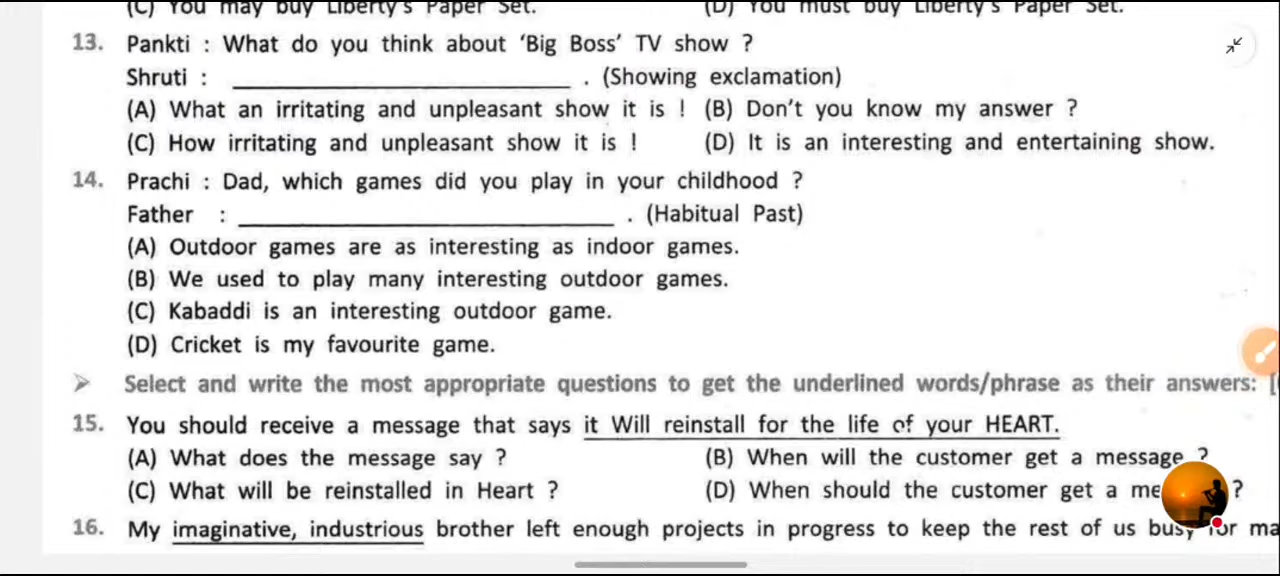 (C) You may buy Liberty's Paper Set. (D) You must buy Liberty's Paper Set.
13. Pankti : What do you think about ‘Big Boss’ TV show ?
Shruti : ______________________ . (Showing exclamation)
(A) What an irritating and unpleasant show it is ! (B) Don't you know my answer ?
(C) How irritating and unpleasant show it is ! (D) It is an interesting and entertaining show.
14. Prachi : Dad, which games did you play in your childhood ?
Father : ______________________ . (Habitual Past)
(A) Outdoor games are as interesting as indoor games.
(B) We used to play many interesting outdoor games.
(C) Kabaddi is an interesting outdoor game.
(D) Cricket is my favourite game.
➢ Select and write the most appropriate questions to get the underlined words/phrase as their answers: [
15. You should receive a message that says it Will reinstall for the life of your HEART.
(A) What does the message say ? (B) When will the customer get a message ?
(C) What will be reinstalled in Heart ? (D) When should the customer get a ?
16. My imaginative, industrious brother left enough projects in progress to keep the rest of us busy for